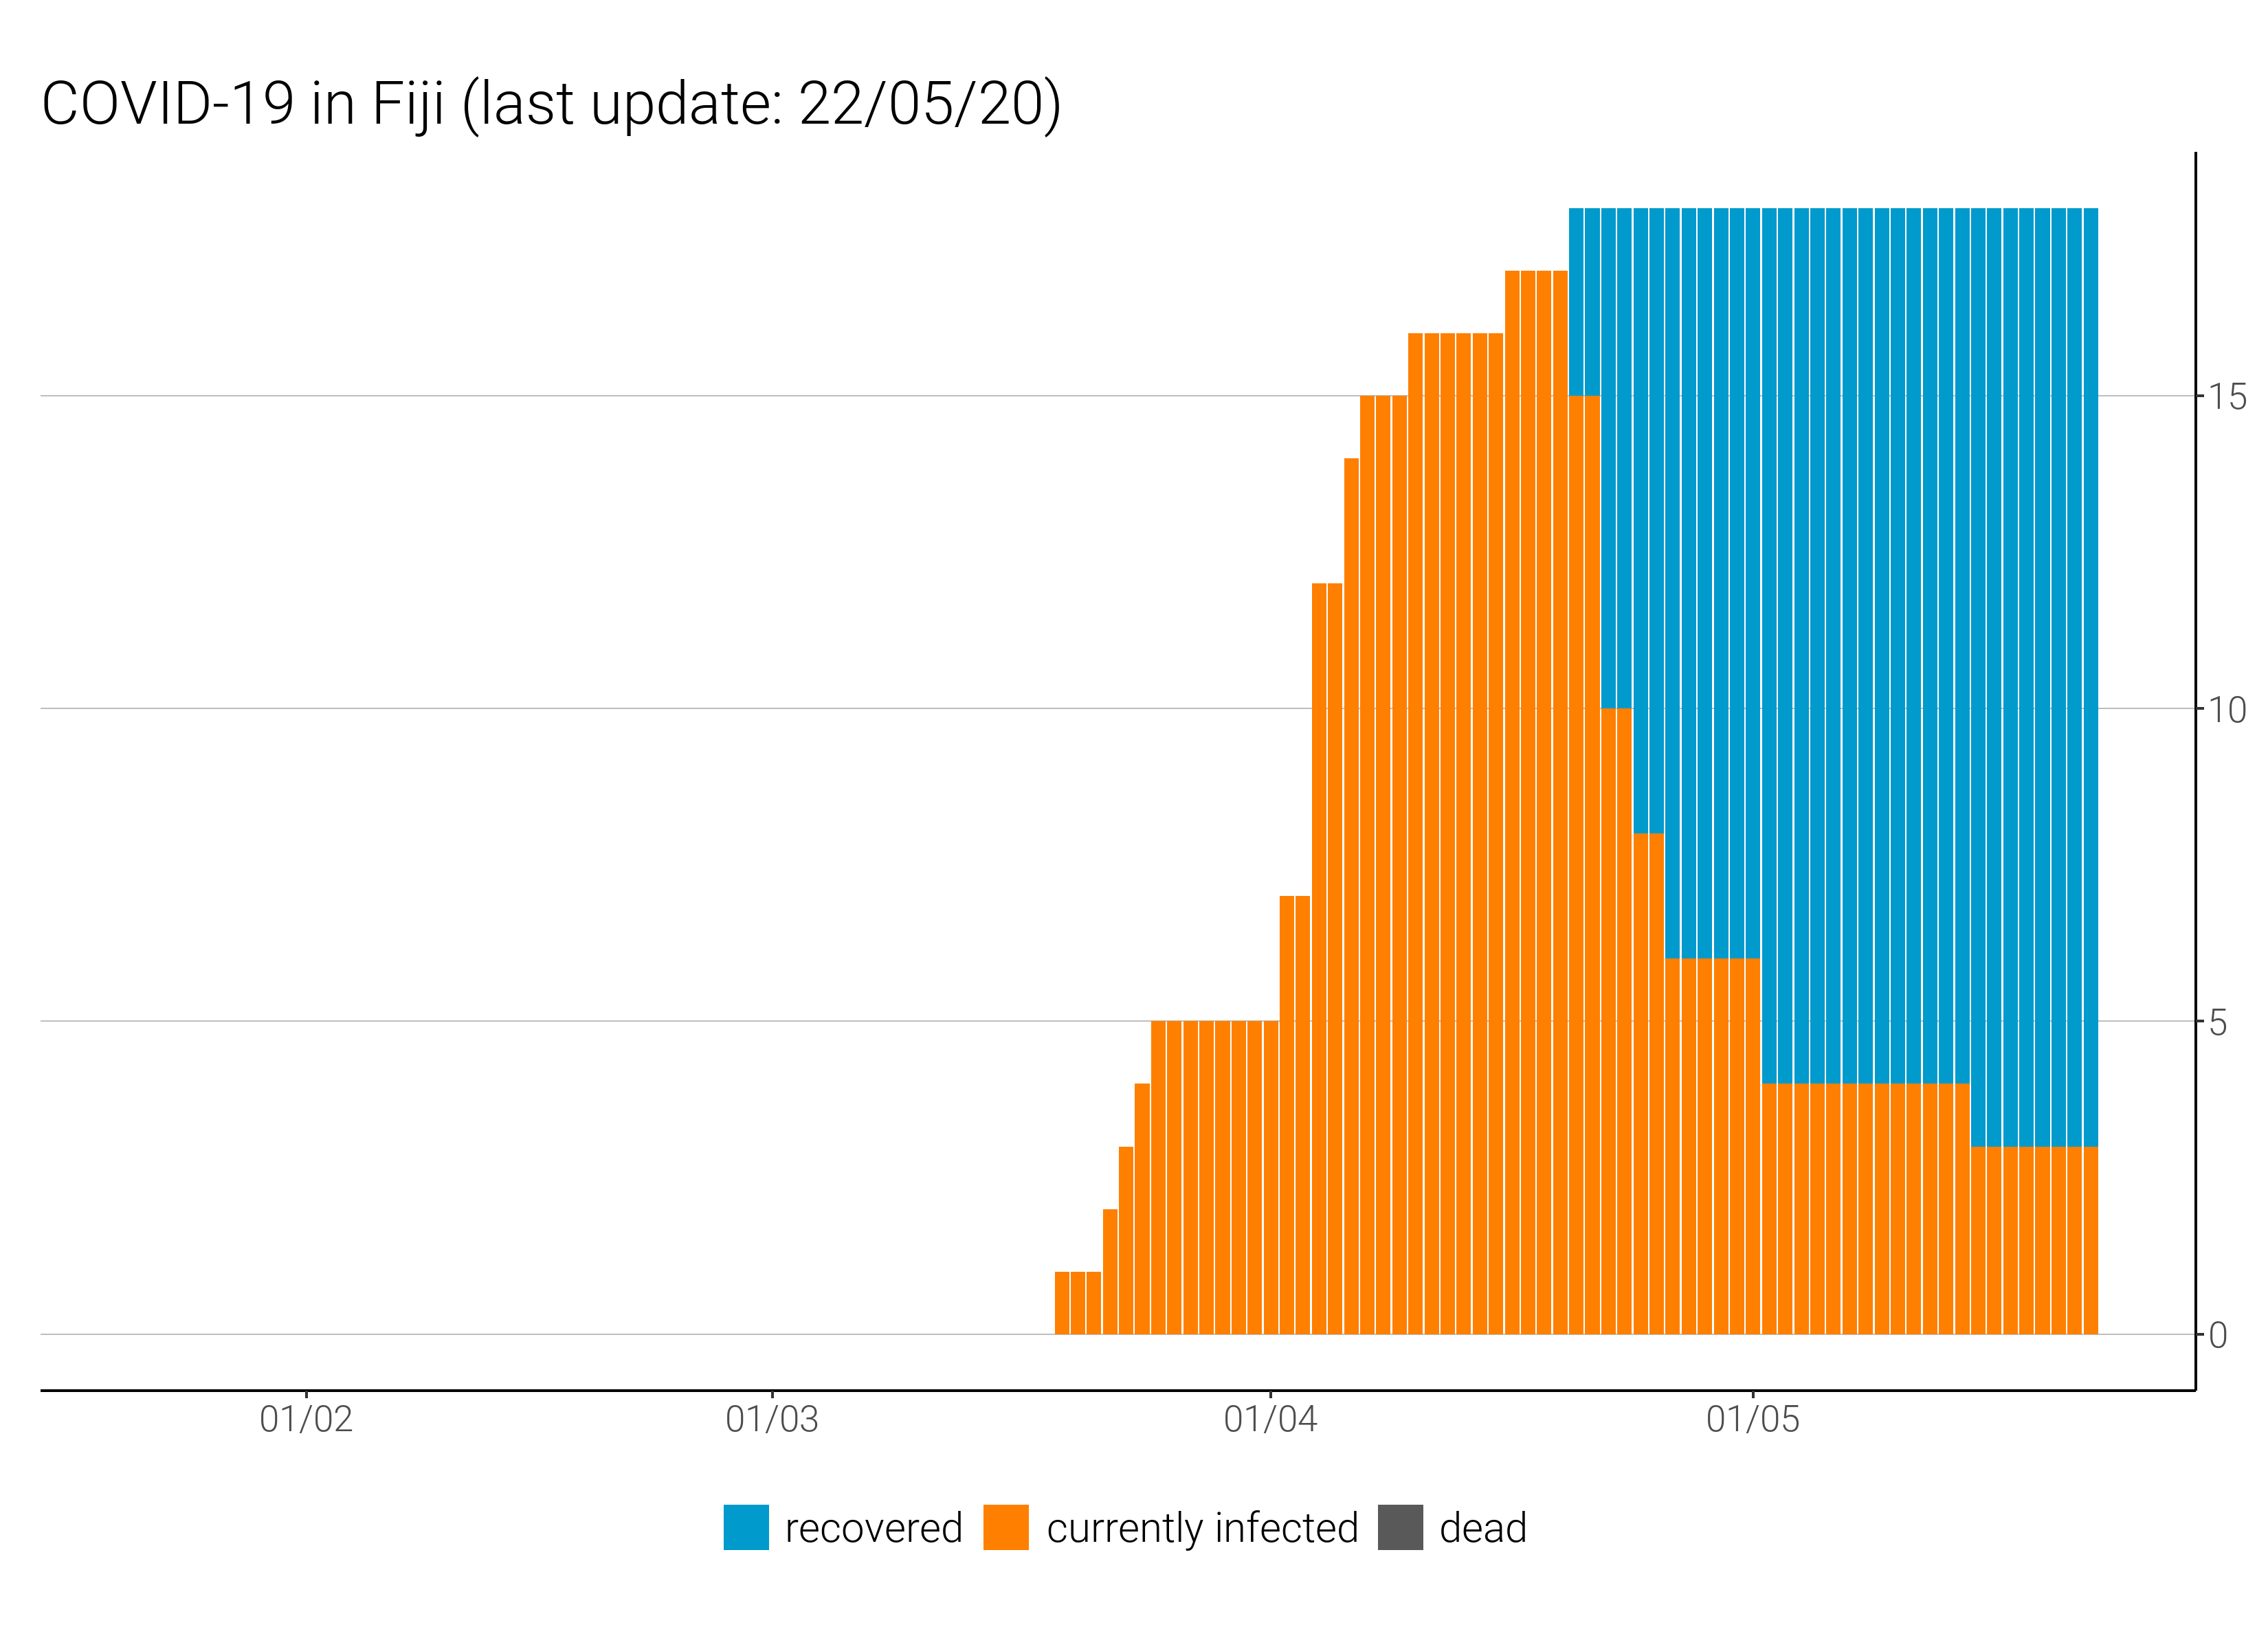 COVID-19 in Fiji (last update: 22/05/20)
15
10
5
0
01/02 01/03 01/04 01/05
recovered currently infected dead